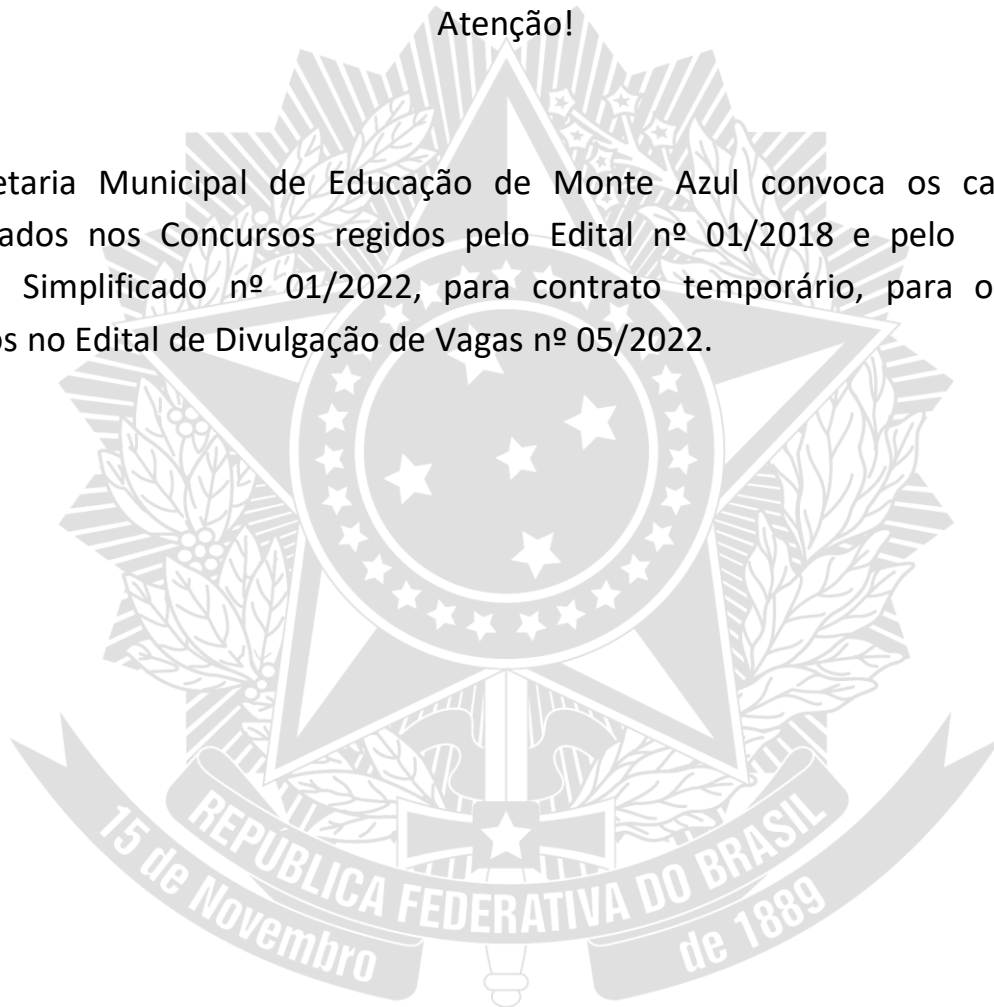 Atenção!
etaria Municipal de Educação de Monte Azul convoca os ca
ados nos Concursos regidos pelo Edital nº 01/2018 e pelo
Simplificado nº 01/2022, para contrato temporário, para o
os no Edital de Divulgação de Vagas nº 05/2022.
REPÚBLICA FEDERATIVA DO BRASIL
15 de Novembro de 1889